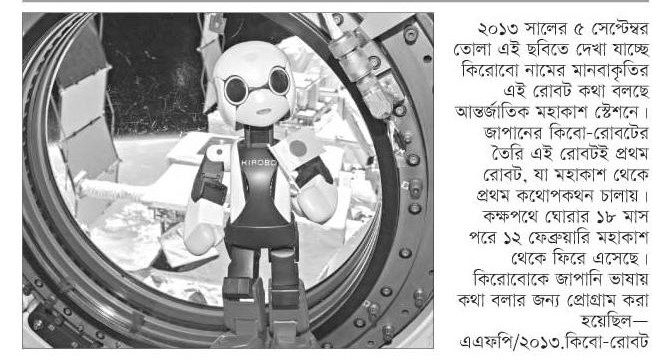 KIROBO
২০১৩ সালের ৫ সেপ্টেম্বর
তোলা এই ছবিতে দেখা যাচ্ছে
কিরোবো নামের মানবাকৃতির
এই রোবট কথা বলছে
আন্তর্জাতিক মহাকাশ স্টেশনে।
জাপানের কিবো-রোবটের
তৈরি এই রোবটই প্রথম
রোবট, যা মহাকাশ থেকে
প্রথম কথোপকথন চালায়।
কক্ষপথে ঘোরার ১৮ মাস
পরে ১২ ফেব্রুয়ারি মহাকাশ
থেকে ফিরে এসেছে।
কিরোবোকে জাপানি ভাষায়
কথা বলার জন্য প্রোগ্রাম করা
হয়েছিল—
এএফপি/২০১৩.কিবো-রোবট